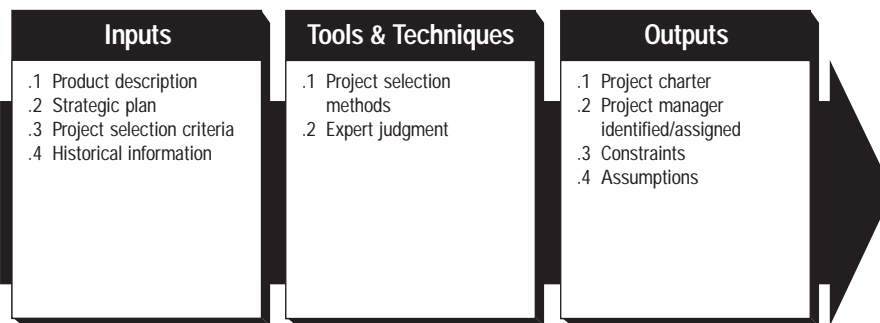 Inputs
.1 Product description
.2 Strategic plan
.3 Project selection criteria
.4 Historical information
Tools & Techniques
.1 Project selection
methods
.2 Expert judgment
Outputs
.1 Project charter
.2 Project manager
identified/assigned
.3 Constraints
.4 Assumptions